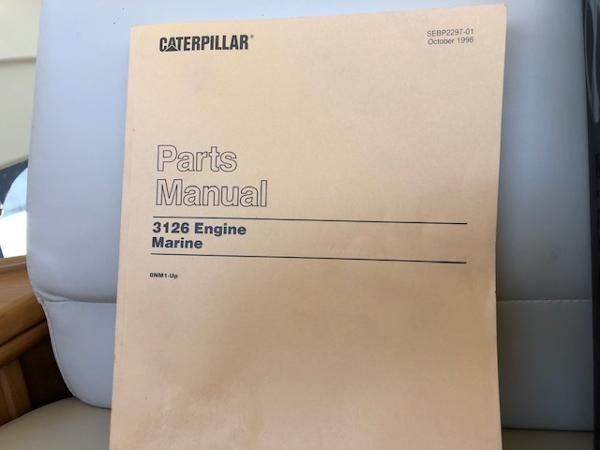 CATERPILLAR®
SEBP2297-01
October 1996
Parts
Manual
3126 Engine
Marine
8NM1-Up